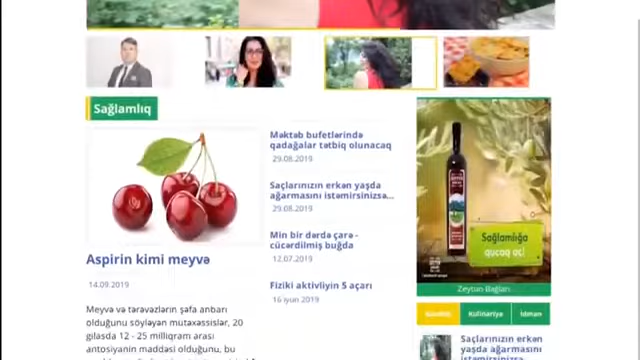 Sağlamlıq
Aspirin kimi meyvə
14.09.2019
Meyvə və tərəvəzlərin şəfa anbarı
olduğunu söyləyən mütəxəssislər, 20
gilasda 12 - 25 milliqram arası
antosiyanin maddəsi olduğunu, bu
Məktəb bufetlərində
qadağalar tətbiq olunacaq
29.08.2019
Saçlarınızın erkən yaşda
ağarmasını istəmirsinizsə...
29.08.2019
Min bir dərdə çarə -
cücərdilmiş buğda
12.07.2019
Fiziki aktivliyin 5 açarı
16 iyun 2019
Sağlamlığa
qucaq aç!
Zeytun Bağları
Kulinariya
İdman
Saçlarınızın erkən
yaşda ağarmasını